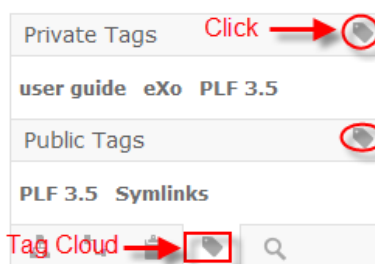 Private Tags Click
user guide eXo PLF 3.5
Public Tags
PLF 3.5 Symlinks
Tag Cloud